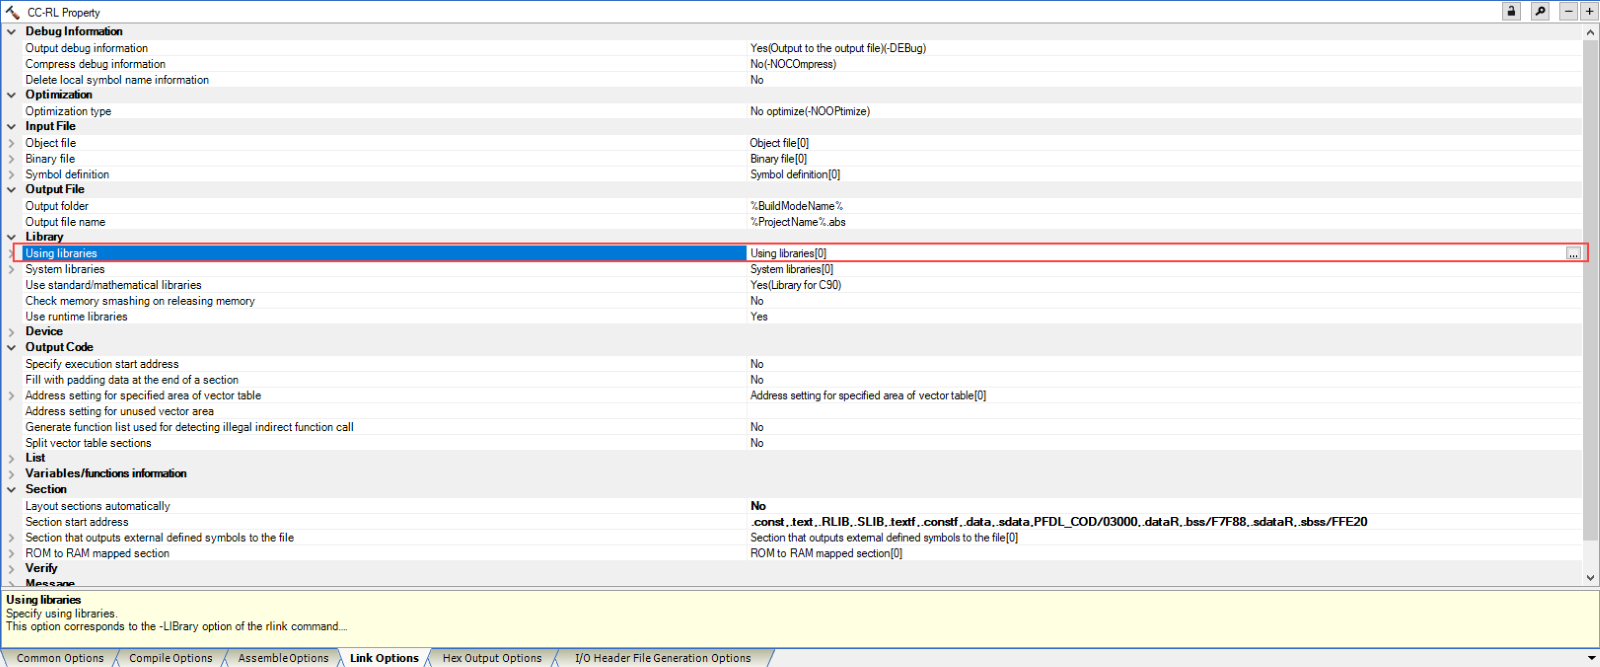 CC-RL Property
Debug Information
Output debug information Yes(Output to the output file)(-DEBug)
Compress debug information No(-NOCOmpress)
Delete local symbol name information No
Optimization
Optimization type No optimize(-NOOPtimize)
Input File
Object file Object file[0]
Binary file Binary file[0]
Symbol definition Symbol definition[0]
Output File
Output folder %BuildModeName%
Output file name %ProjectName%.abs
Library
Using libraries Using libraries[0] ...
System libraries System libraries[0]
Use standard/mathematical libraries Yes(Library for C90)
Check memory smashing on releasing memory No
Use runtime libraries Yes
Device
Output Code
Specify execution start address No
Fill with padding data at the end of a section No
Address setting for specified area of vector table Address setting for specified area of vector table[0]
Address setting for unused vector area
Generate function list used for detecting illegal indirect function call No
Split vector table sections No
List
Variables/functions information
Section
Layout sections automatically No
Section start address .const,.text,.RLIB,.SLIB,.textf,.constf,.data,.sdata,PFDL_COD/03000,.dataR,.bss/F7F88,.sdataR,.sbss/FFE20
Section that outputs external defined symbols to the file Section that outputs external defined symbols to the file[0]
ROM to RAM mapped section ROM to RAM mapped section[0]
Verify
Message
Using libraries
Specify using libraries.
This option corresponds to the -LIBrary option of the rlink command....
Common Options Compile Options Assemble Options Link Options Hex Output Options I/O Header File Generation Options